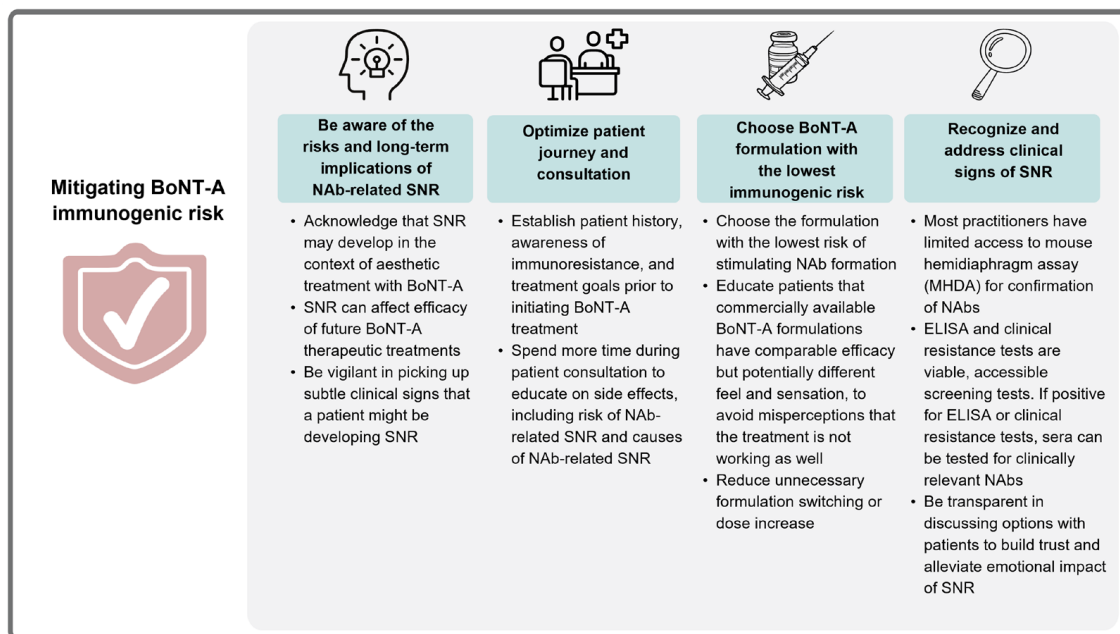 Mitigating BoNT-A
immunogenic risk
Be aware of the
risks and long-term
implications of
NAb-related SNR
• Acknowledge that SNR
may develop in the
context of aesthetic
treatment with BoNT-A
• SNR can affect efficacy
of future BoNT-A
therapeutic treatments
• Be vigilant in picking up
subtle clinical signs that
a patient might be
developing SNR
Optimize patient
journey and
consultation
• Establish patient history,
awareness of
immunoresistance, and
treatment goals prior to
initiating BoNT-A
treatment
• Spend more time during
patient consultation to
educate on side effects,
including risk of NAb-
related SNR and causes
of NAb-related SNR
Choose BoNT-A
formulation with
the lowest
immunogenic risk
• Choose the formulation
with the lowest risk of
stimulating NAb formation
• Educate patients that
commercially available
BoNT-A formulations
have comparable efficacy
but potentially different
feel and sensation, to
avoid misperceptions that
the treatment is not
working as well
• Reduce unnecessary
formulation switching or
dose increase
Recognize and
address clinical
signs of SNR
• Most practitioners have
limited access to mouse
hemidiaphragm assay
(MHDA) for confirmation
of NAbs
• ELISA and clinical
resistance tests are
viable, accessible
screening tests. If positive
for ELISA or clinical
resistance tests, sera can
be tested for clinically
relevant NAbs
• Be transparent in
discussing options with
patients to build trust and
alleviate emotional impact
of SNR